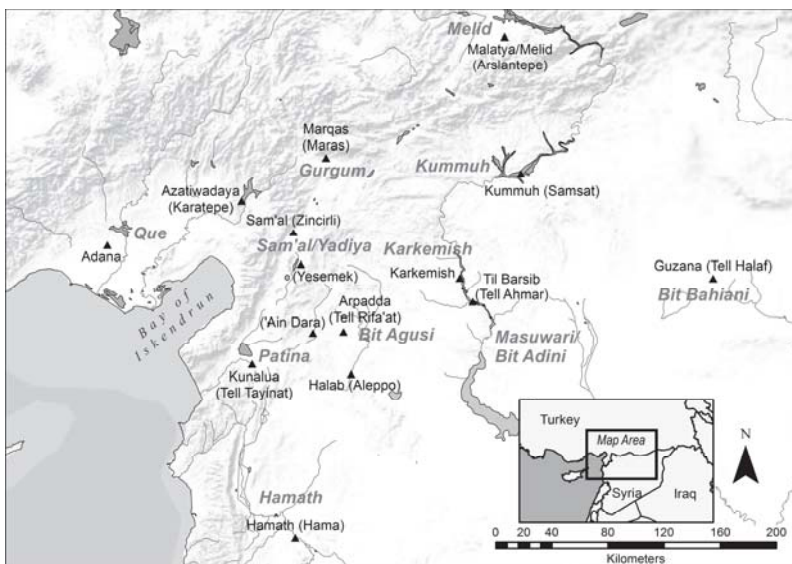 Melid
Malatya/Melid
(Arslantepe)
Marqas
(Maras)
Gurgum
Kummuh
Kummuh (Samsat)
Azatiwadaya
(Karatepe)
Que
Adana
Sam'al (Zincirli)
Sam'al/Yadiya
(Yesemek)
Karkemish
Karkemish
Til Barsib
(Tell Ahmar)
Guzana (Tell Halaf)
Bit Bahiani
Bay of
Iskendrun
Arpadda
(Tell Rifa'at)
('Ain Dara)
Bit Agusi
Masuwari/
Bit Adini
Patina
Kunalua
(Tell Tayinat)
Halab (Aleppo)
Hamath
Hamath (Hama)
Turkey
Map Area
Syria
Iraq
N
0 20 40 80 120 160 200
Kilometers